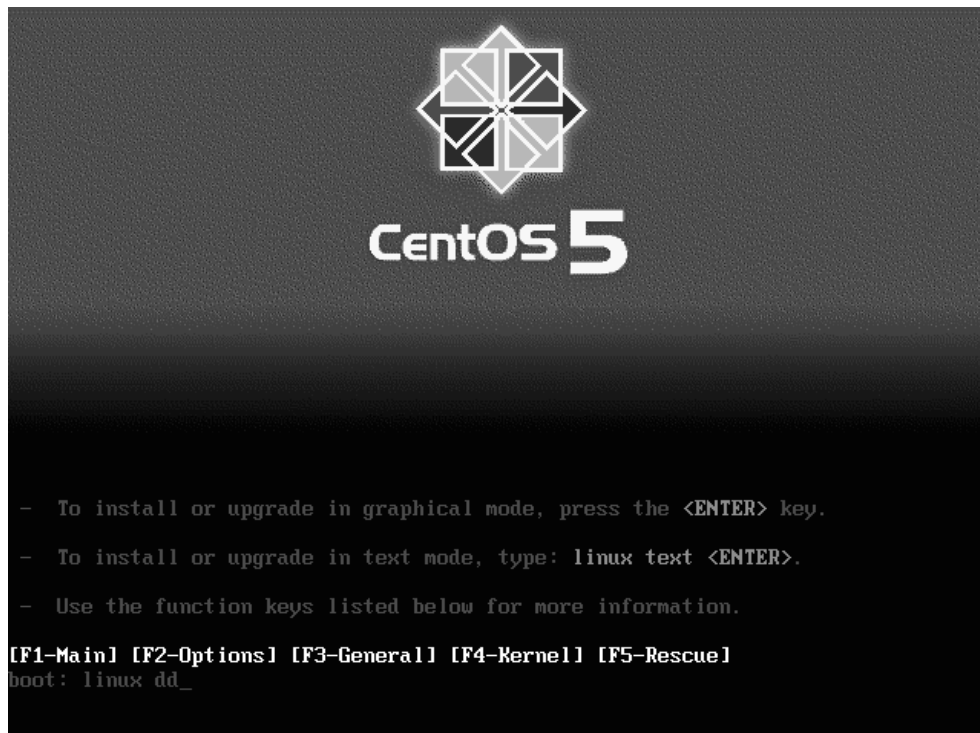 CentOS 5
- To install or upgrade in graphical mode, press the <ENTER> key.
- To install or upgrade in text mode, type: linux text <ENTER>.
- Use the function keys listed below for more information.
[F1-Main] [F2-Options] [F3-General] [F4-Kernel] [F5-Rescue]
boot: linux dd_